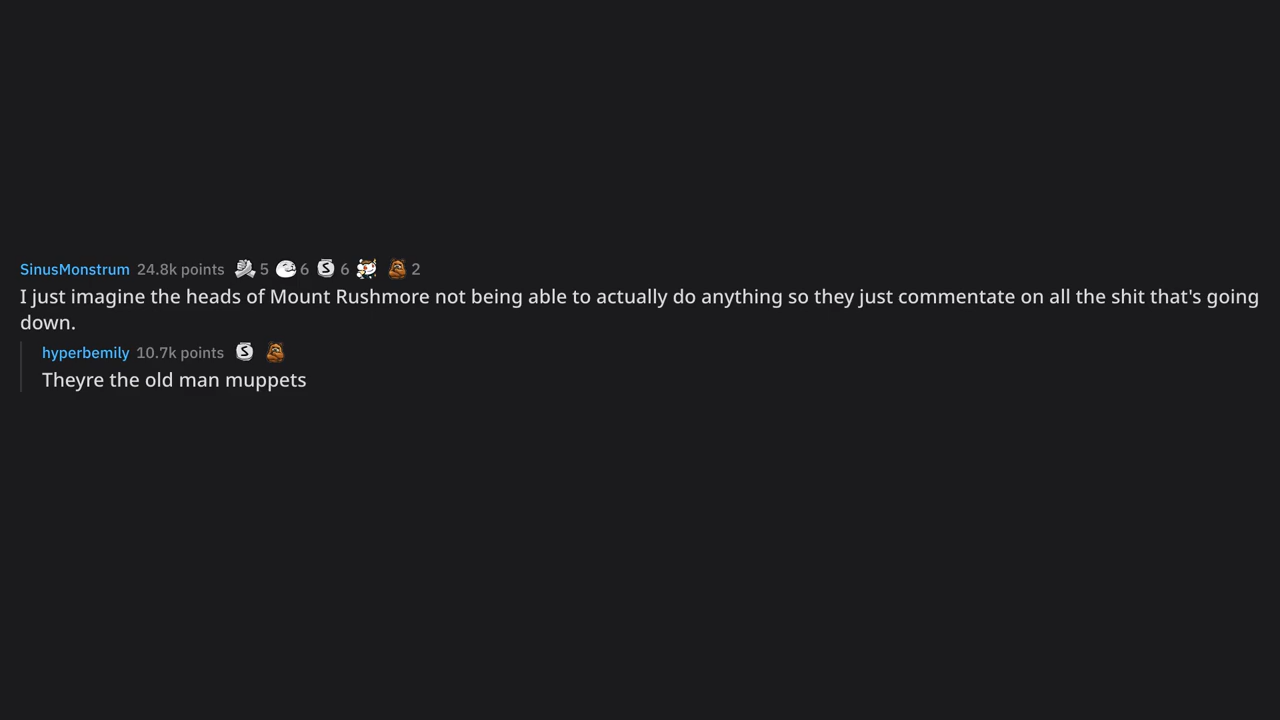 SinusMonstrum 24.8k points 5 6 S 6 2
I just imagine the heads of Mount Rushmore not being able to actually do anything so they just commentate on all the shit that's going
down.
hyperbemily 10.7k points S
Theyre the old man muppets